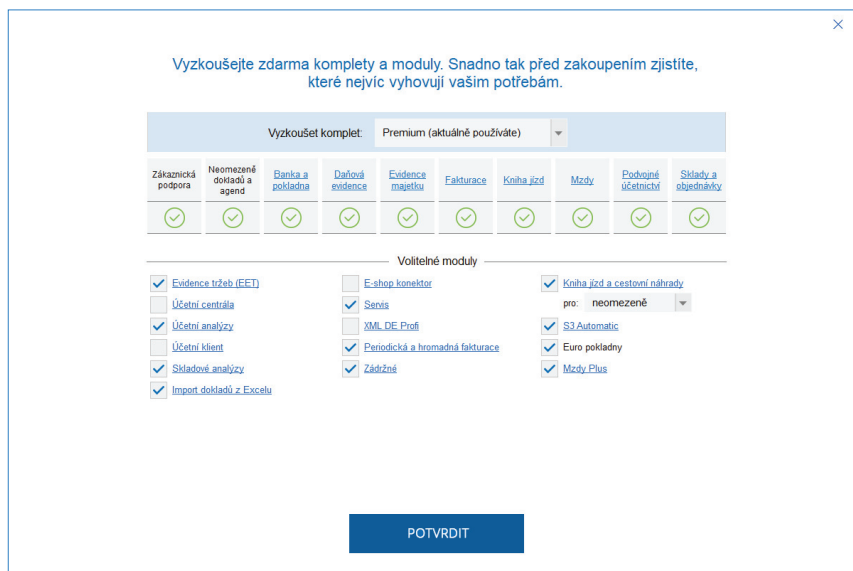 Vyzkoušejte zdarma komplety a moduly. Snadno tak před zakoupením zjistíte,
které nejvíc vyhovují vašim potřebám.
Vyzkoušet komplet: Premium (aktuálně používáte)
Zákaznická podpora
Neomezeně dokladů a agend
Banka a pokladna
Daňová evidence
Evidence majetku
Fakturace
Kniha jízd
Mzdy
Podvojné účetnictví
Sklady a objednávky
Volitelné moduly
Evidence tržeb (EET)
Účetní centrála
Účetní analýzy
Účetní klient
Skladové analýzy
Import dokladů z Excelu
E-shop konektor
Servis
XML DE Profi
Periodická a hromadná fakturace
Zádržné
Kniha jízd a cestovní náhrady
pro: neomezeně
S3 Automatic
Euro pokladny
Mzdy Plus
POTVRDIT